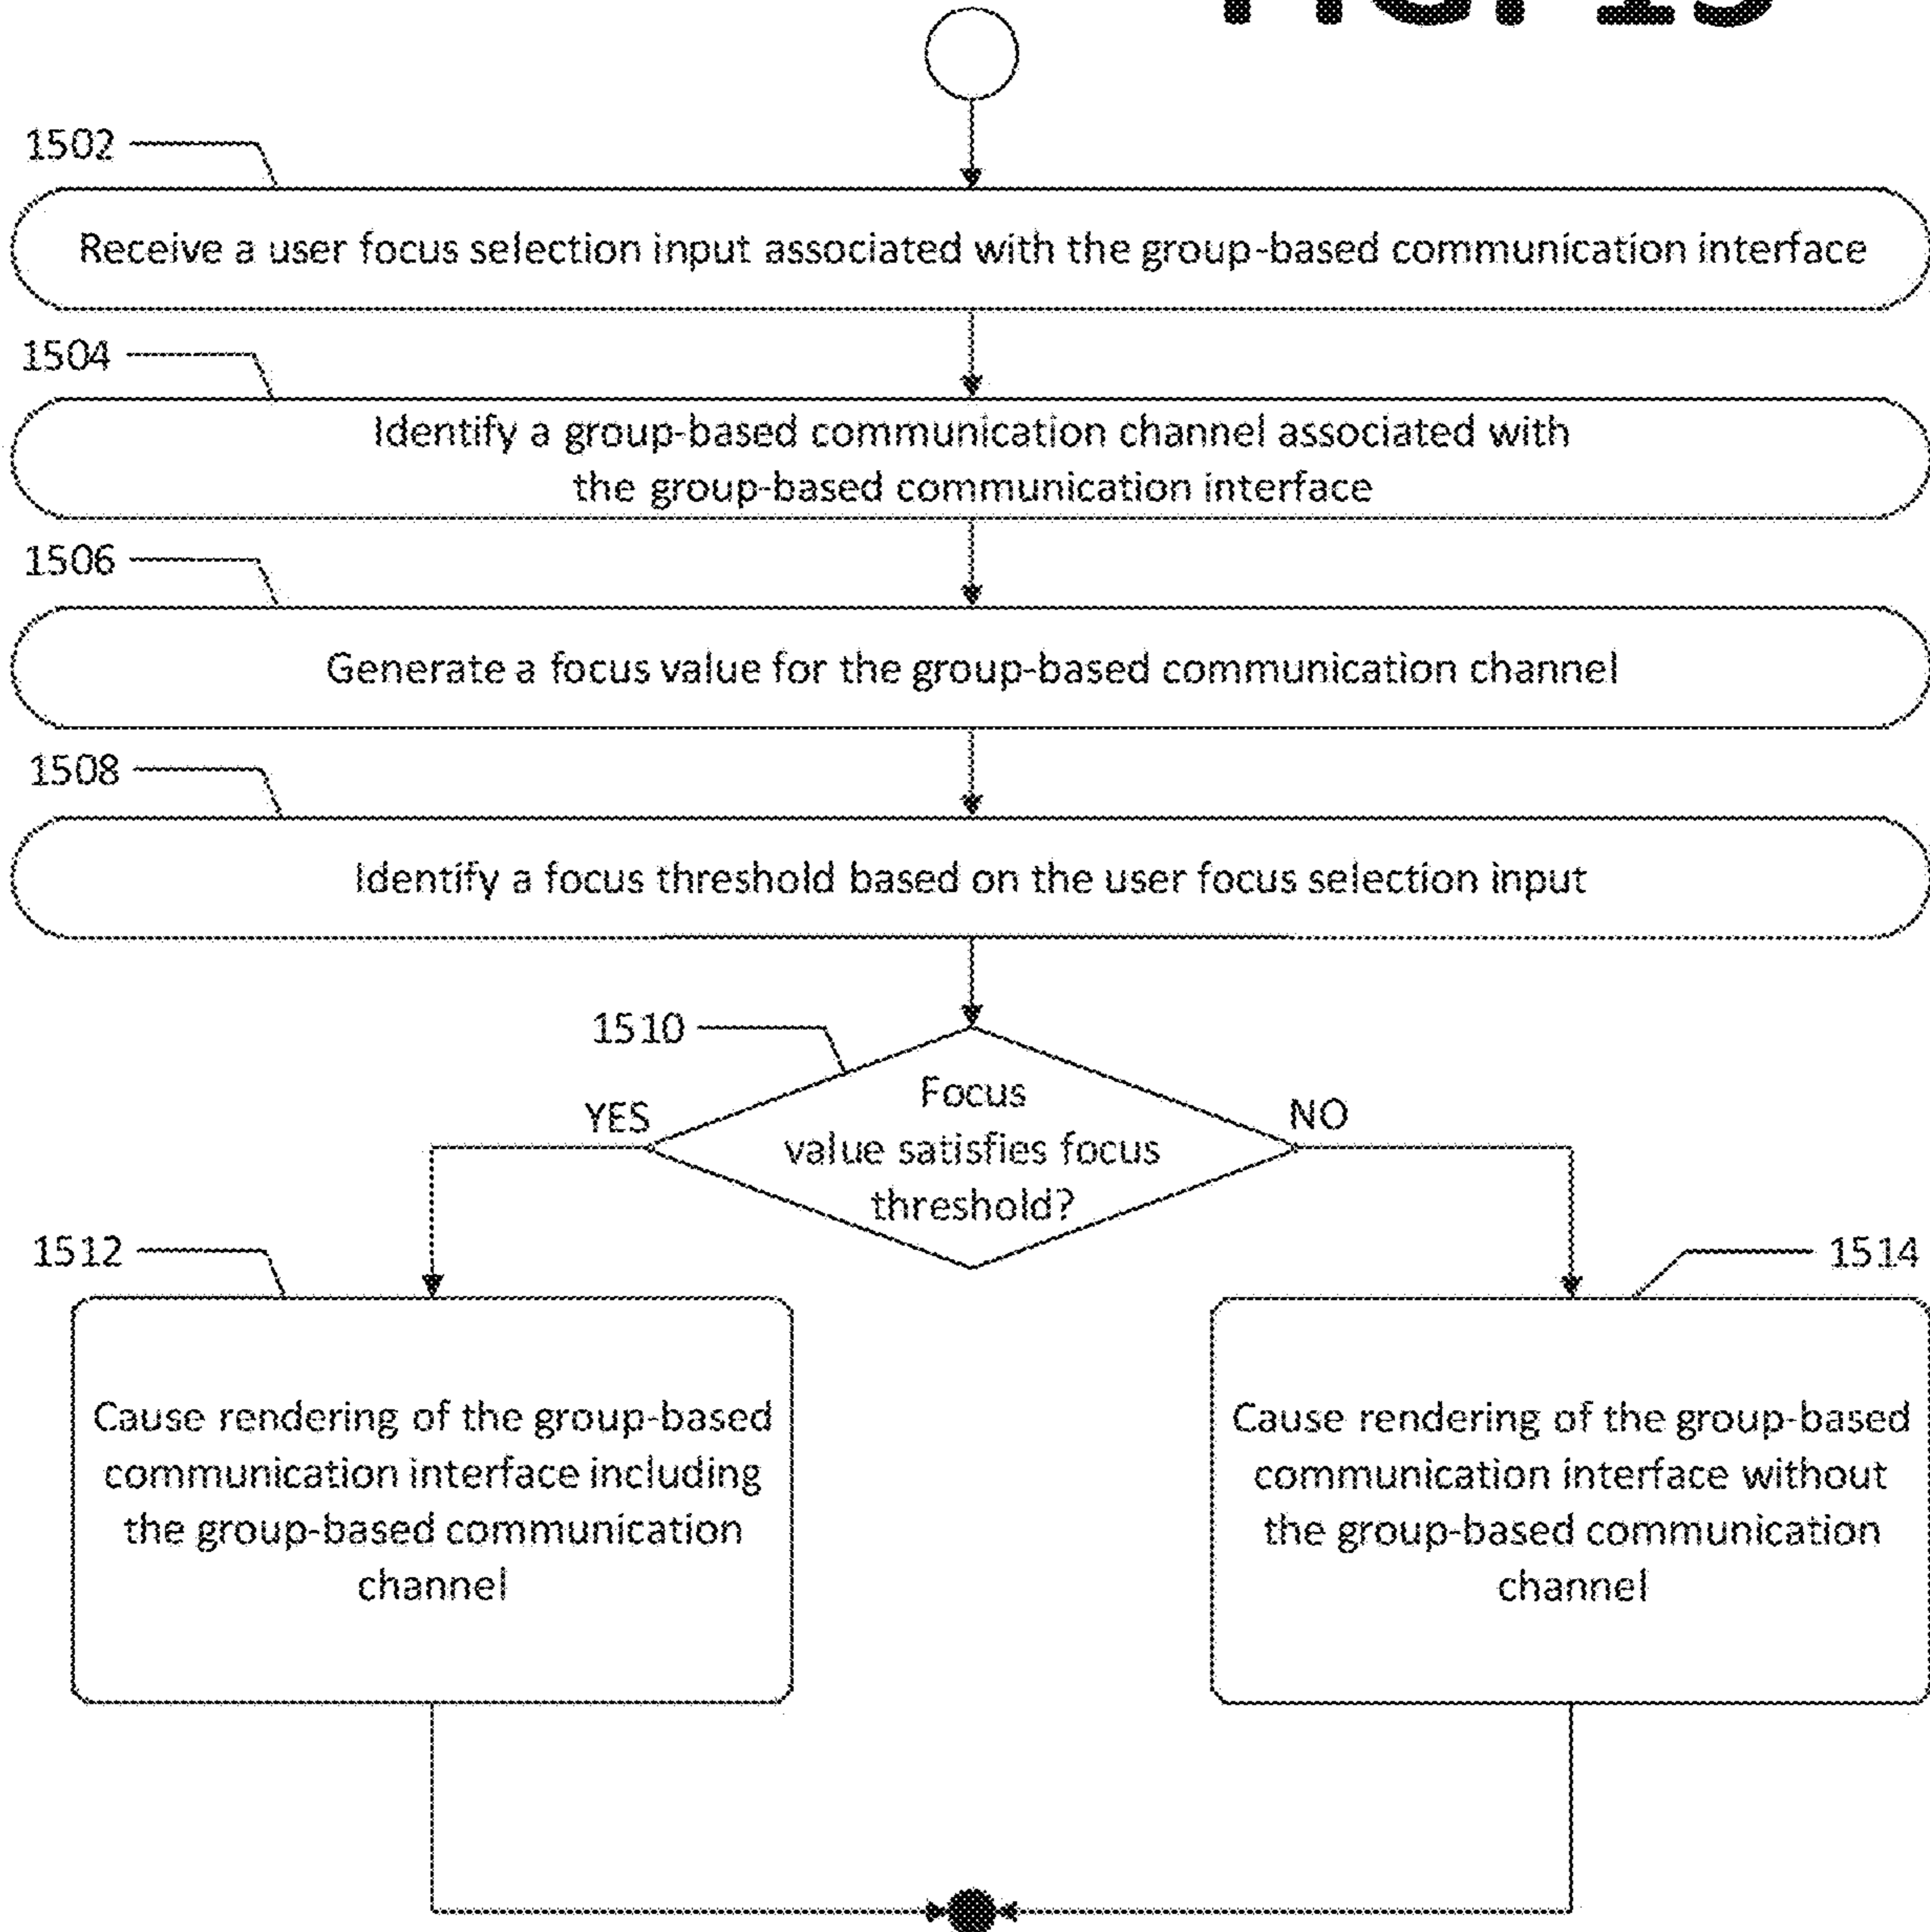 FIG. 15
1502
Receive a user focus selection input associated with the group-based communication interface
1504
Identify a group-based communication channel associated with
the group-based communication interface
1506
Generate a focus value for the group-based communication channel
1508
Identify a focus threshold based on the user focus selection input
1510
Focus
value satisfies focus
threshold?
YES
NO
1512
1514
Cause rendering of the group-based
communication interface including
the group-based communication
channel
Cause rendering of the group-based
communication interface without
the group-based communication
channel